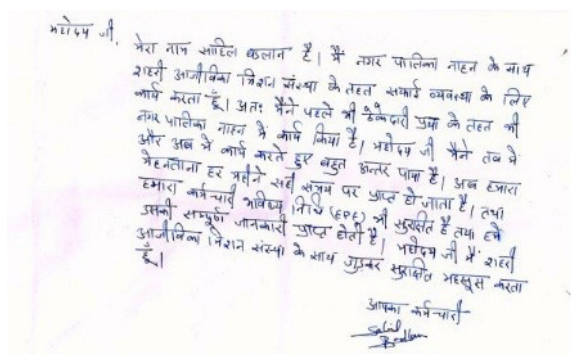 महोदय जी,
मेरा नाम साहिल बडलान है। मैं नगर पालिका नाहन के साथ
शहरी आजीविका मिशन संस्था के तहत सफाई व्यवस्था के लिए
कार्य करता हूँ। अतः मैंने पहले भी ठेकेदारी प्रथा के तहत भी
नगर पालिका नाहन में कार्य किया है। महोदय जी मैंने तब में
और अब में कार्य करते हुए बहुत अन्तर पाया है। अब हमारा
मेहनताना हर महीने सही समय पर प्राप्त हो जाता है। तथा
हमारा कर्मचारी भविष्य निधि (EPF) भी सुरक्षित है तथा हमें
उसकी सम्पूर्ण जानकारी प्राप्त होती है। महोदय जी मैं शहरी
आजीविका मिशन संस्था के साथ जुड़कर सुरक्षित महसूस करता
हूँ।
आपका कर्मचारी
Sahil